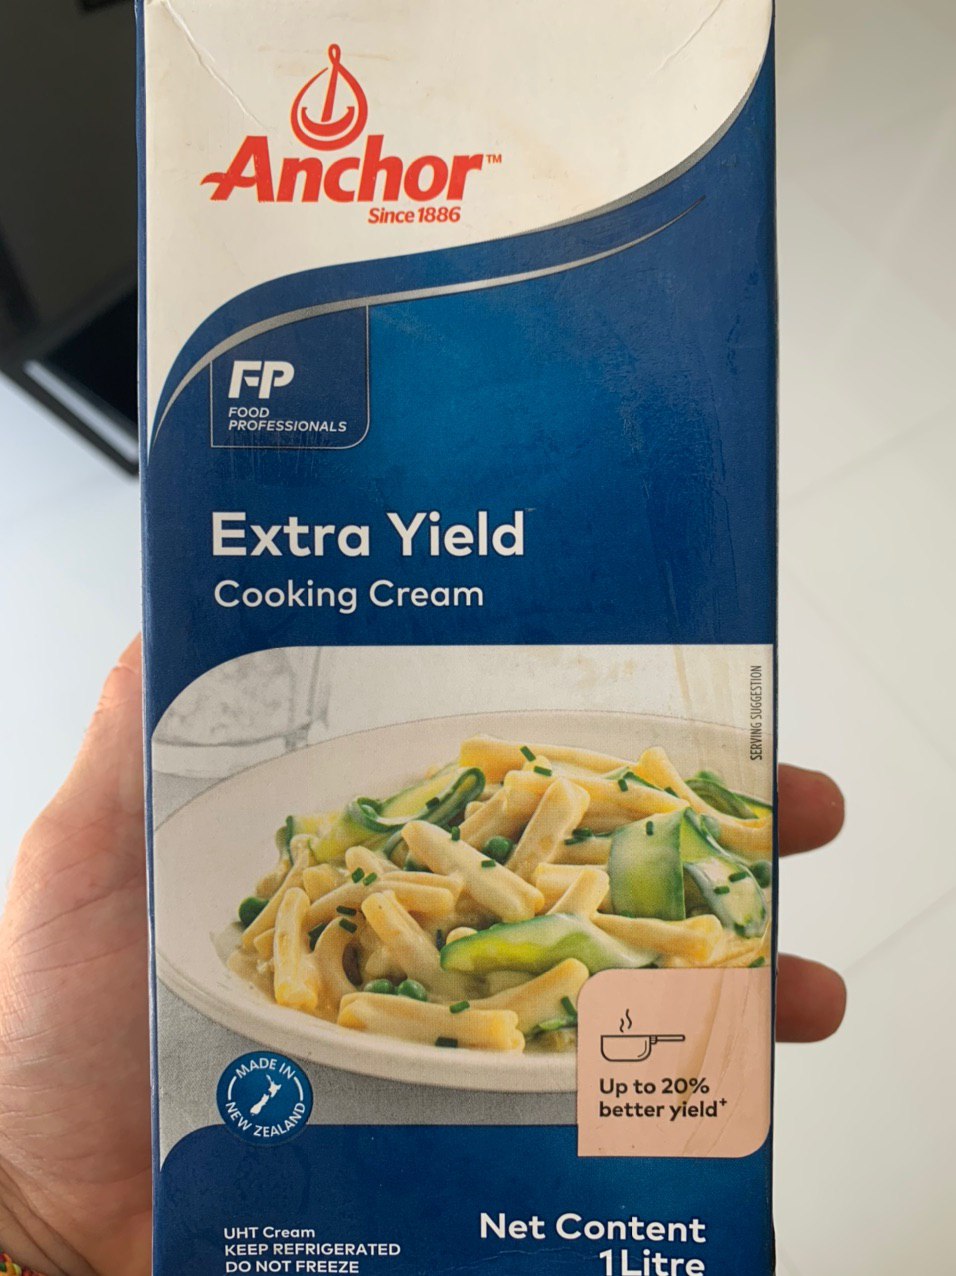 Anchor™
Since 1886
FP
FOOD
PROFESSIONALS
Extra Yield
Cooking Cream
SERVING SUGGESTION
MADE IN
NEW ZEALAND
Up to 20%
better yield⁺
UHT Cream
KEEP REFRIGERATED
DO NOT FREEZE
Net Content
1 Litre